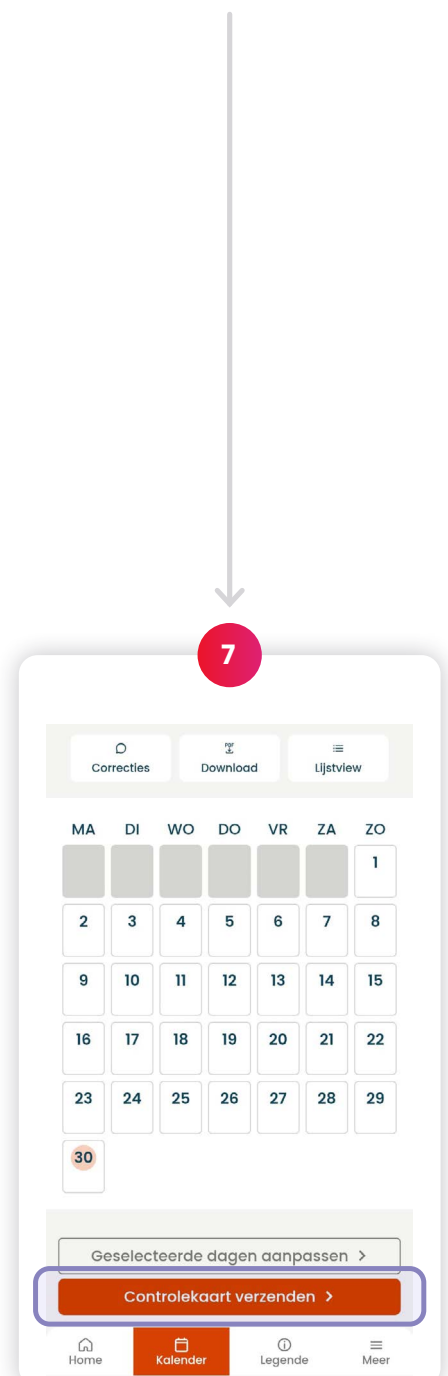 7
Correcties PDF Download Lijstview
MA DI WO DO VR ZA ZO
1
2 3 4 5 6 7 8
9 10 11 12 13 14 15
16 17 18 19 20 21 22
23 24 25 26 27 28 29
30
Geselecteerde dagen aanpassen >
Controlekaart verzenden >
Home Kalender Legende Meer